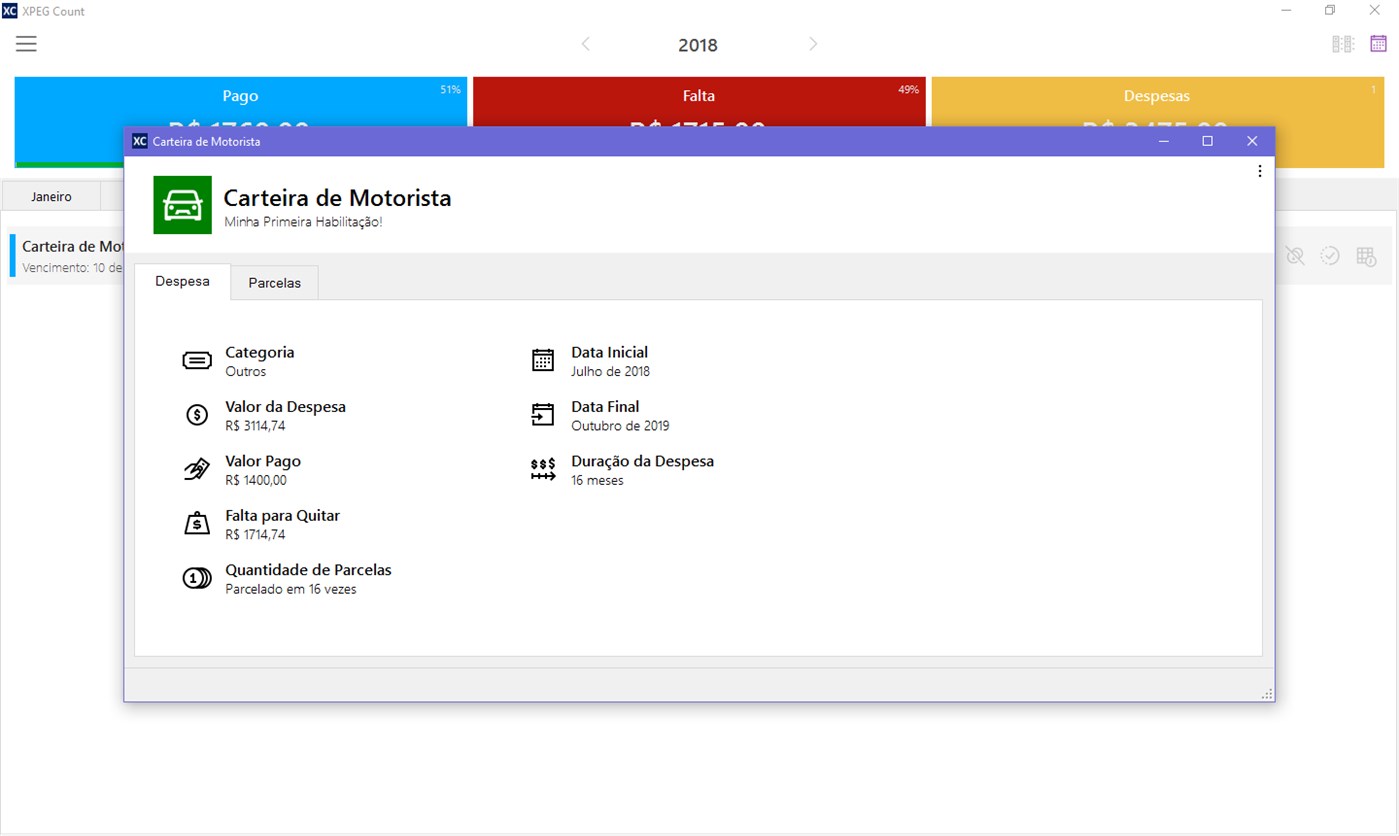 XC XPEG Count
2018
Pago 51%
Falta 49%
Despesas 1
XC Carteira de Motorista
Janeiro
Carteira de Motorista
Minha Primeira Habilitação!
Carteira de Mot
Vencimento: 10 de
Despesa
Parcelas
Categoria
Outros
Valor da Despesa
R$ 3114,74
Valor Pago
R$ 1400,00
Falta para Quitar
R$ 1714,74
Quantidade de Parcelas
Parcelado em 16 vezes
Data Inicial
Julho de 2018
Data Final
Outubro de 2019
Duração da Despesa
16 meses